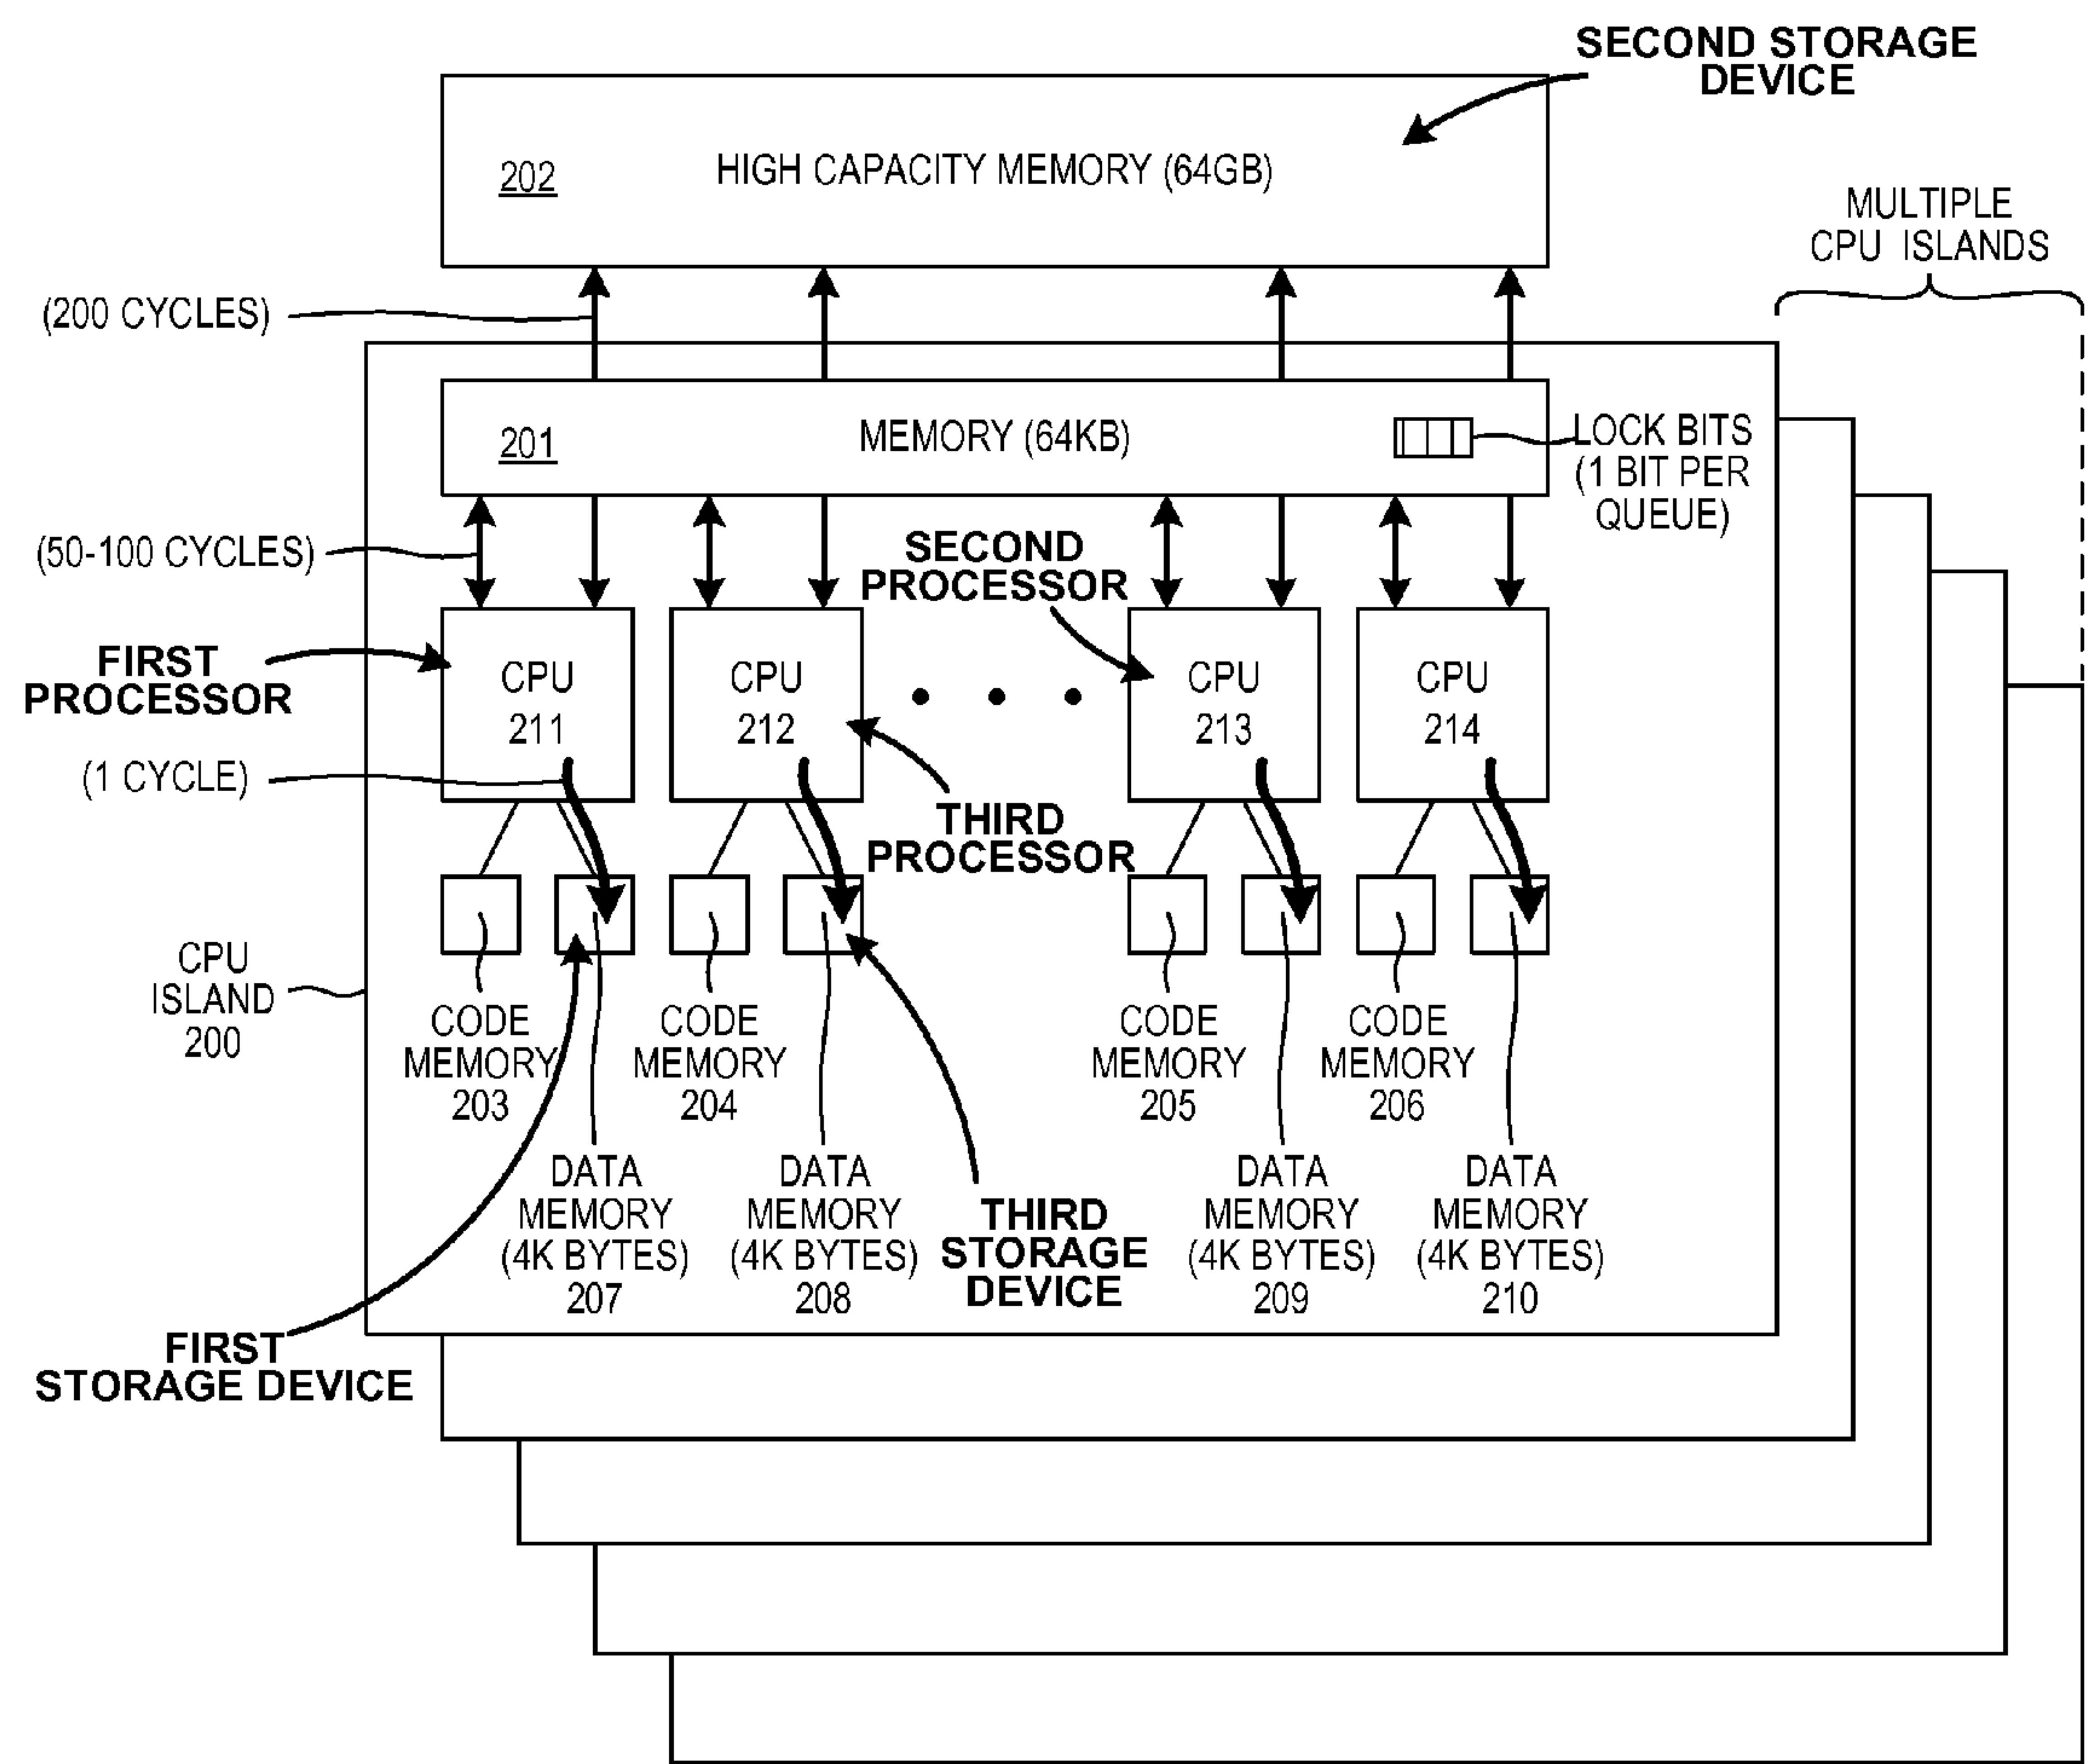 SECOND STORAGE
DEVICE
202
HIGH CAPACITY MEMORY (64GB)
MULTIPLE
CPU ISLANDS
(200 CYCLES)
201
MEMORY (64KB)
LOCK BITS
(1 BIT PER
QUEUE)
(50-100 CYCLES)
SECOND
PROCESSOR
FIRST
PROCESSOR
CPU
211
CPU
212
CPU
213
CPU
214
(1 CYCLE)
THIRD
PROCESSOR
CPU
ISLAND
200
CODE
MEMORY
203
CODE
MEMORY
204
CODE
MEMORY
205
CODE
MEMORY
206
DATA
MEMORY
(4K BYTES)
207
DATA
MEMORY
(4K BYTES)
208
THIRD
STORAGE
DEVICE
DATA
MEMORY
(4K BYTES)
209
DATA
MEMORY
(4K BYTES)
210
FIRST
STORAGE DEVICE